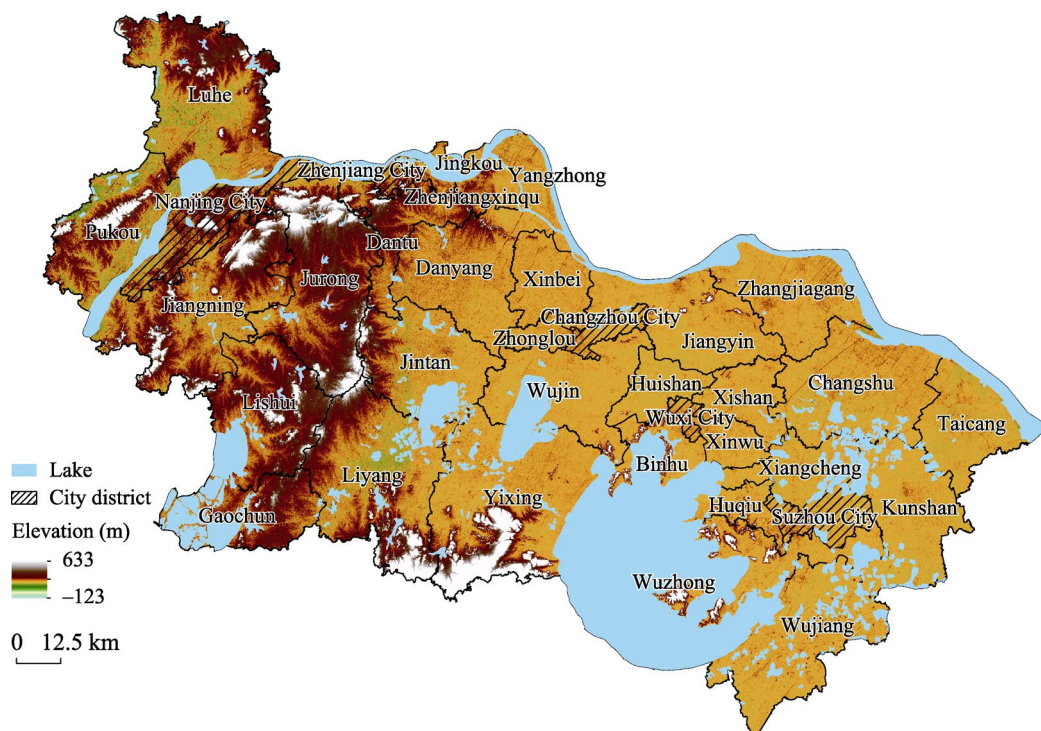 Luhe
Jingkou
Zhenjiang City
Yangzhong
Nanjing City
Zhenjiangxinqu
Pukou
Dantu
Danyang
Xinbei
Jurong
Zhangjiagang
Jiangning
Changzhou City
Zhonglou
Jiangyin
Jintan
Wujin
Huishan
Xishan
Changshu
Lishui
Wuxi City
Taicang
Xinwu
Binhu
Xiangcheng
Liyang
Yixing
Huqiu
Kunshan
Gaochun
Suzhou City
Wuzhong
Wujiang
Lake
City district
Elevation (m)
633
–123
0 12.5 km